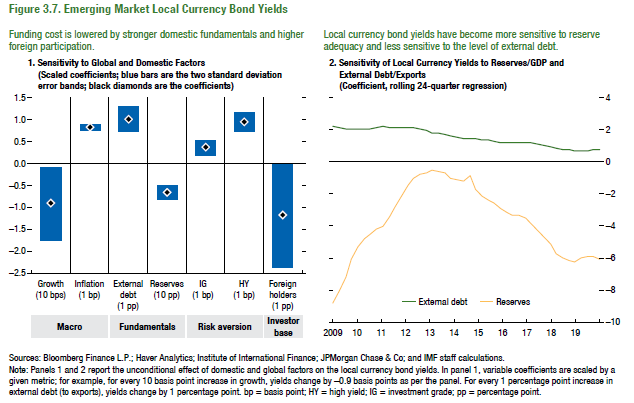 Figure 3.7. Emerging Market Local Currency Bond Yields
Funding cost is lowered by stronger domestic fundamentals and higher
foreign participation.
1. Sensitivity to Global and Domestic Factors
(Scaled coefficients; blue bars are the two standard deviation
error bands; black diamonds are the coefficients)
1.5
1.0
0.5
0.0
–0.5
–1.0
–1.5
–2.0
–2.5
Growth Inflation External Reserves IG HY Foreign
(10 bps) (1 bp) debt (10 pp) (1 bp) (1 bp) holders
(1 pp) (1 pp)
Macro Fundamentals Risk aversion Investor
base
Local currency bond yields have become more sensitive to reserve
adequacy and less sensitive to the level of external debt.
2. Sensitivity of Local Currency Yields to Reserves/GDP and
External Debt/Exports
(Coefficient, rolling 24-quarter regression)
4
2
0
–2
–4
–6
–8
–10
External debt Reserves
2009 10 11 12 13 14 15 16 17 18 19
Sources: Bloomberg Finance L.P.; Haver Analytics; Institute of International Finance; JPMorgan Chase & Co; and IMF staff calculations.
Note: Panels 1 and 2 report the unconditional effect of domestic and global factors on the local currency bond yields. In panel 1, variable coefficients are scaled by a
given metric; for example, for every 10 basis point increase in growth, yields change by –0.9 basis points as per the panel. For every 1 percentage point increase in
external debt (to exports), yields change by 1 percentage point. bp = basis point; HY = high yield; IG = investment grade; pp = percentage point.